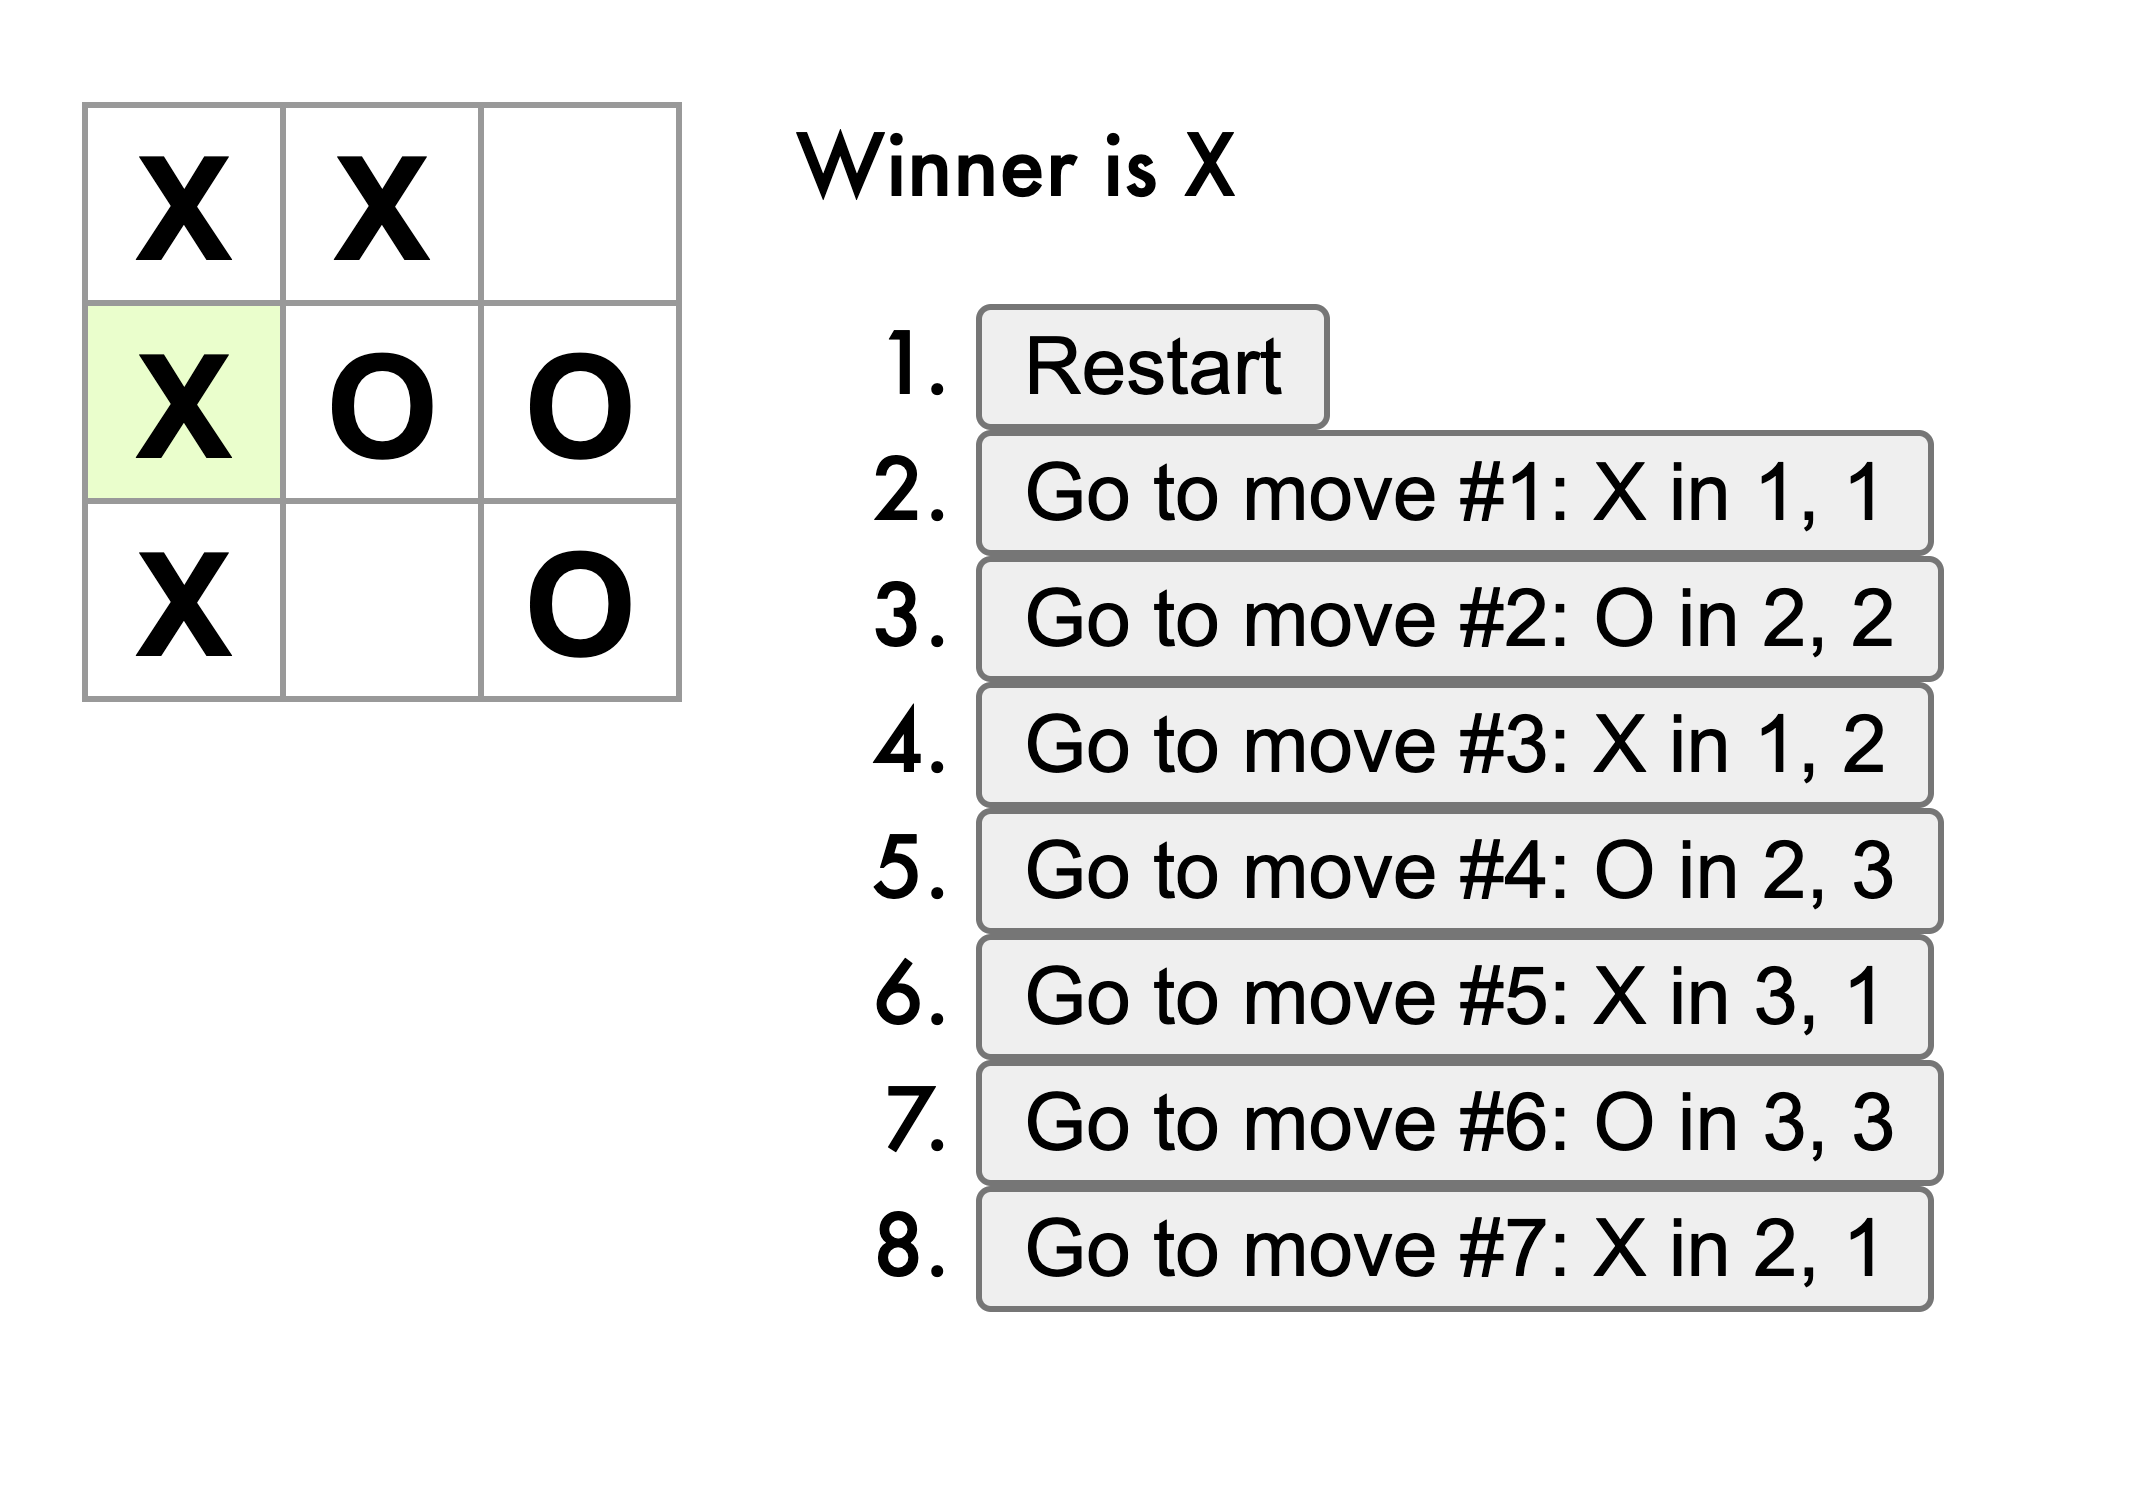 X X
X O O
X O
Winner is X
1. Restart
2. Go to move #1: X in 1, 1
3. Go to move #2: O in 2, 2
4. Go to move #3: X in 1, 2
5. Go to move #4: O in 2, 3
6. Go to move #5: X in 3, 1
7. Go to move #6: O in 3, 3
8. Go to move #7: X in 2, 1